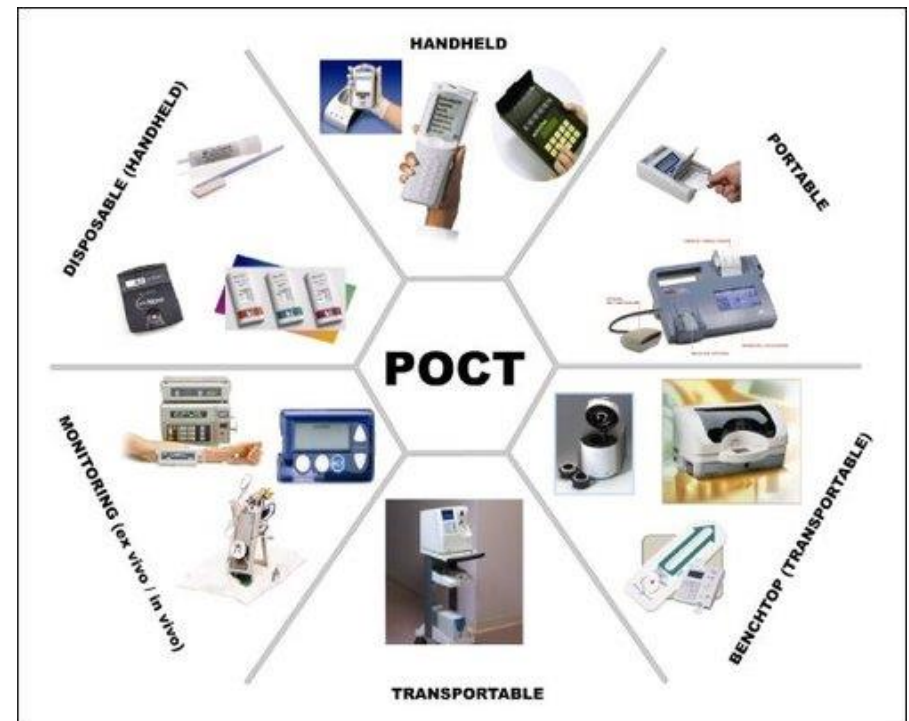 HANDHELD
DISPOSABLE (HANDHELD)
PORTABLE
POCT
MONITORING (ex vivo / in vivo)
BENCHTOP (TRANSPORTABLE)
TRANSPORTABLE